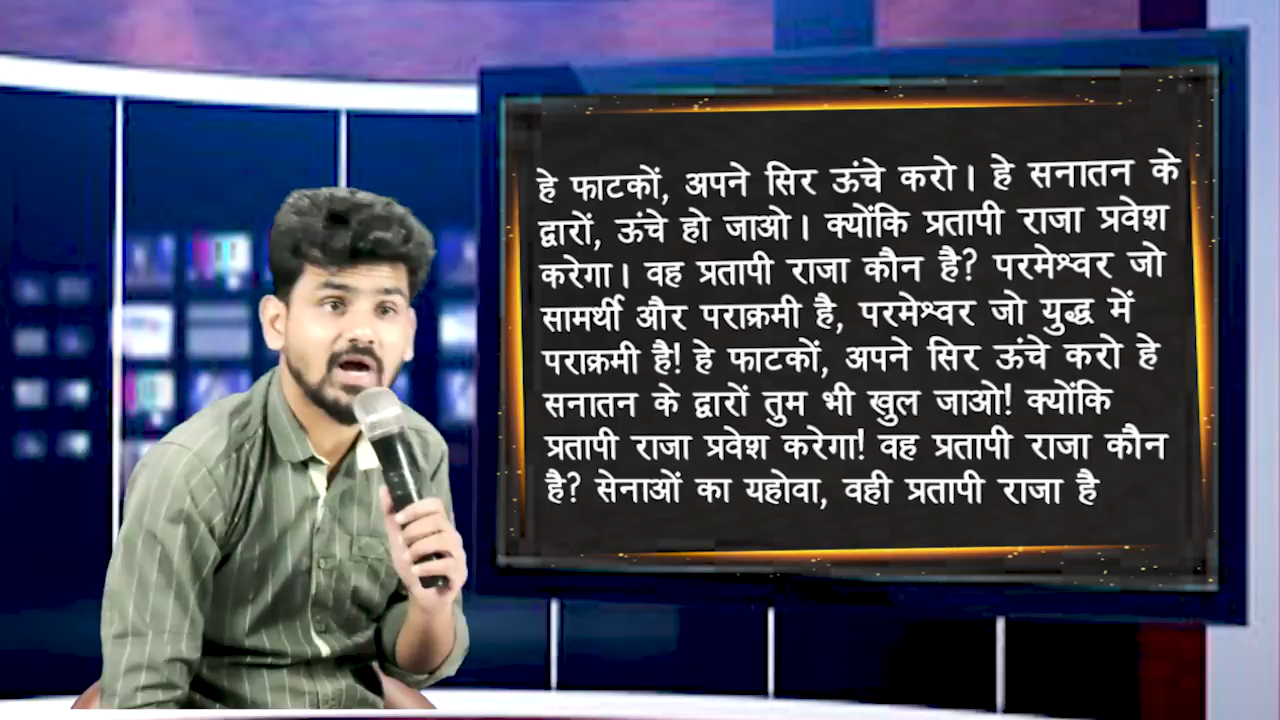 हे फाटकों, अपने सिर ऊंचे करो। हे सनातन के
द्वारों, ऊंचे हो जाओ। क्योंकि प्रतापी राजा प्रवेश
करेगा। वह प्रतापी राजा कौन है? परमेश्वर जो
सामर्थी और पराक्रमी है, परमेश्वर जो युद्ध में
पराक्रमी है! हे फाटकों, अपने सिर ऊंचे करो हे
सनातन के द्वारों तुम भी खुल जाओ! क्योंकि
प्रतापी राजा प्रवेश करेगा! वह प्रतापी राजा कौन
है? सेनाओं का यहोवा, वही प्रतापी राजा है